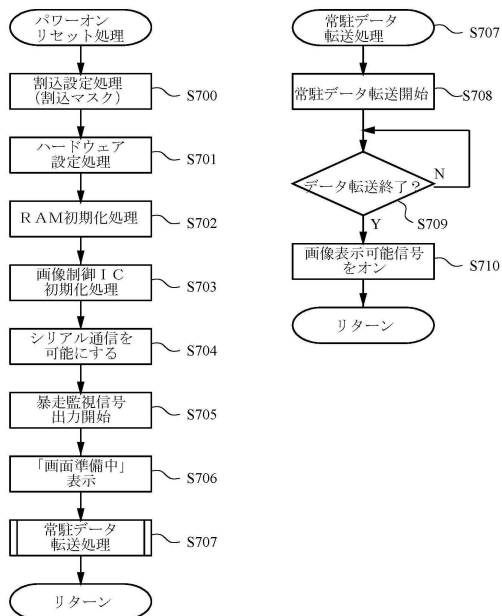 パワーオン
リセット処理
割込設定処理
(割込マスク)
S700
ハードウェア
設定処理
S701
ＲＡＭ初期化処理
S702
画像制御ＩＣ
初期化処理
S703
シリアル通信を
可能にする
S704
暴走監視信号
出力開始
S705
「画面準備中」
表示
S706
常駐データ
転送処理
S707
リターン
常駐データ
転送処理
S707
常駐データ転送開始
S708
データ転送終了？
N
S709
Y
画像表示可能信号
をオン
S710
リターン